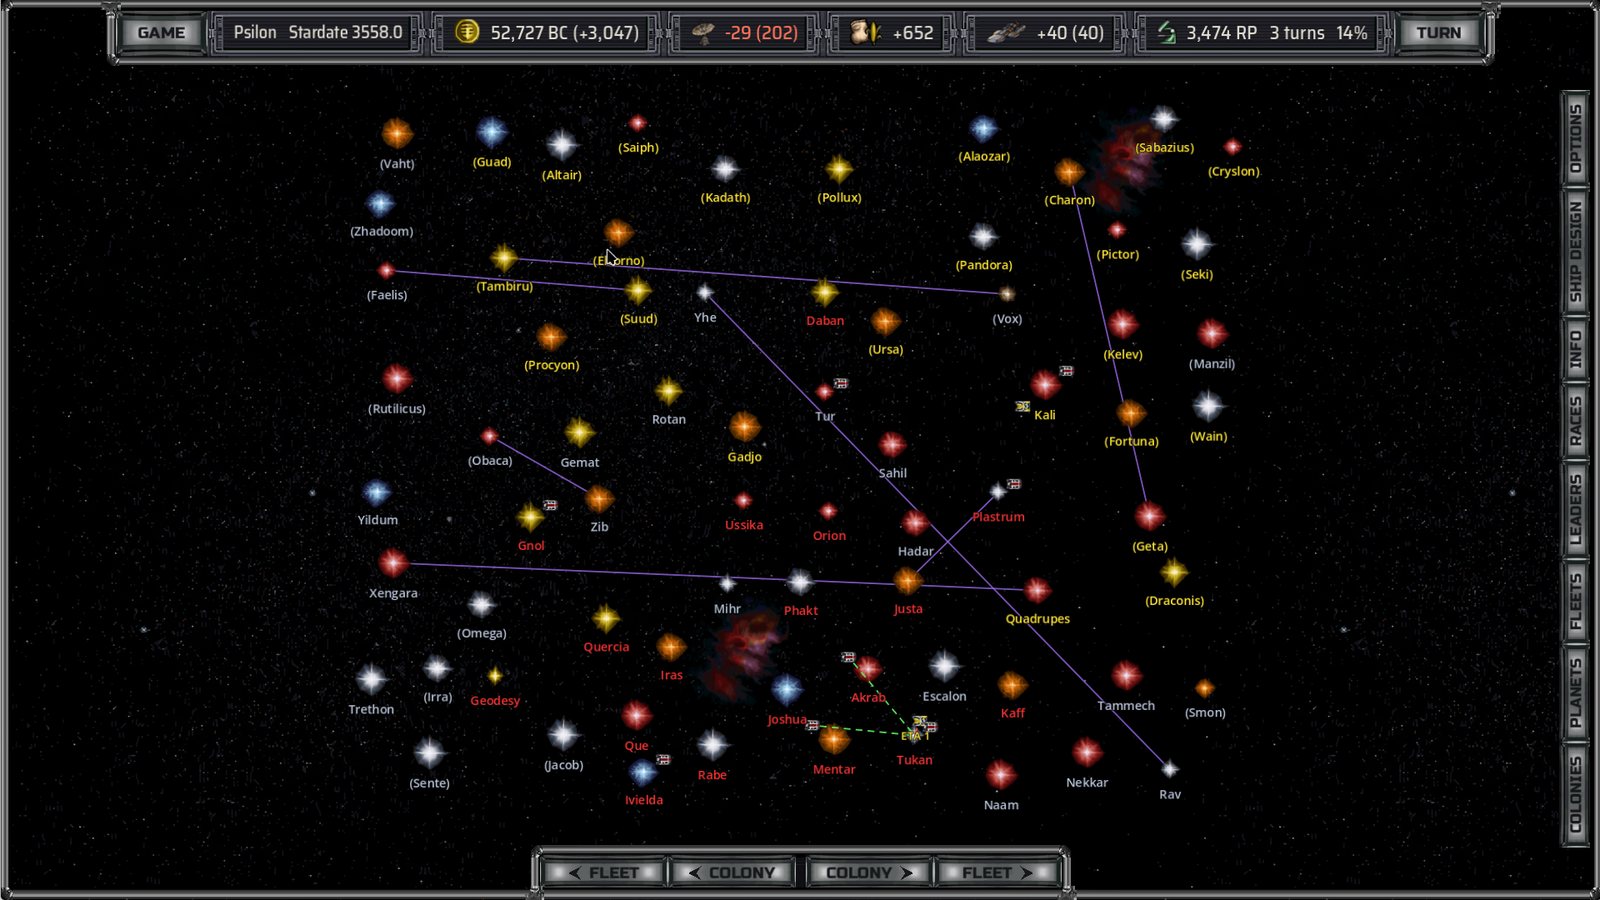 GAME
Psilon Stardate 3558.0
52,727 BC (+3,047)
-29 (202)
+652
+40 (40)
3,474 RP 3 turns 14%
TURN
(Vaht)
(Guad)
(Altair)
(Saiph)
(Kadath)
(Pollux)
(Alaozar)
(Sabazius)
(Cryslon)
(Charon)
(Zhadoom)
(Pandora)
(Pictor)
(Seki)
(Faelis)
(Tambiru)
(Suud)
Yhe
Daban
(Vox)
(Ursa)
(Kelev)
(Manzil)
(Procyon)
(Rutilicus)
Rotan
Tur
Kali
(Fortuna)
(Wain)
(Obaca)
Gemat
Gadjo
Sahil
Yildum
Gnol
Zib
Ussika
Orion
Plastrum
Hadar
(Geta)
Xengara
Mihr
Phakt
Justa
Quadrupes
(Draconis)
(Omega)
Quercia
Iras
(Irra)
Geodesy
Trethon
Joshua
Akrab
Escalon
Kaff
Tammech
(Smon)
ETA 1
Que
(Jacob)
Rabe
Mentar
Tukan
(Sente)
Ivielda
Naam
Nekkar
Rav
OPTIONS
SHIP DESIGN
INFO
RACES
LEADERS
FLEETS
PLANETS
COLONIES
< FLEET
< COLONY
COLONY >
FLEET >